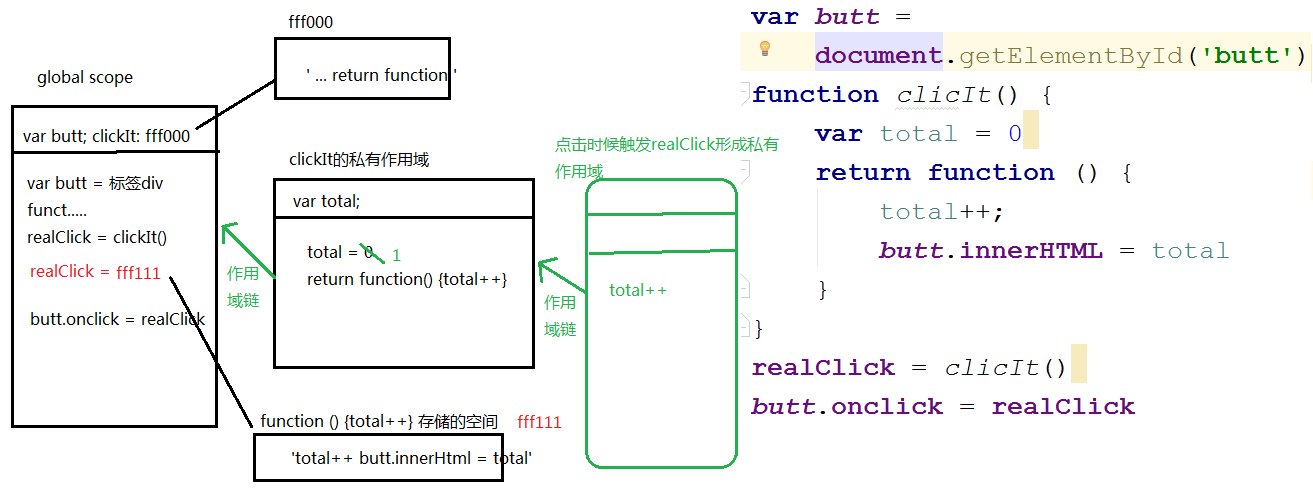 fff000
' ... return function '
global scope
var butt; clickIt: fff000
var butt = 标签div
funct.....
realClick = clickIt()
realClick = fff111
butt.onclick = realClick
作用
域链
clickIt的私有作用域
var total;
total = 0 1
return function() {total++}
作用
域链
点击时候触发realClick形成私有
作用域
total++
function () {total++} 存储的空间 fff111
'total++ butt.innerHtml = total'
var butt =
document.getElementById('butt')
function clicIt() {
var total = 0
return function () {
total++;
butt.innerHTML = total
}
}
realClick = clicIt()
butt.onclick = realClick